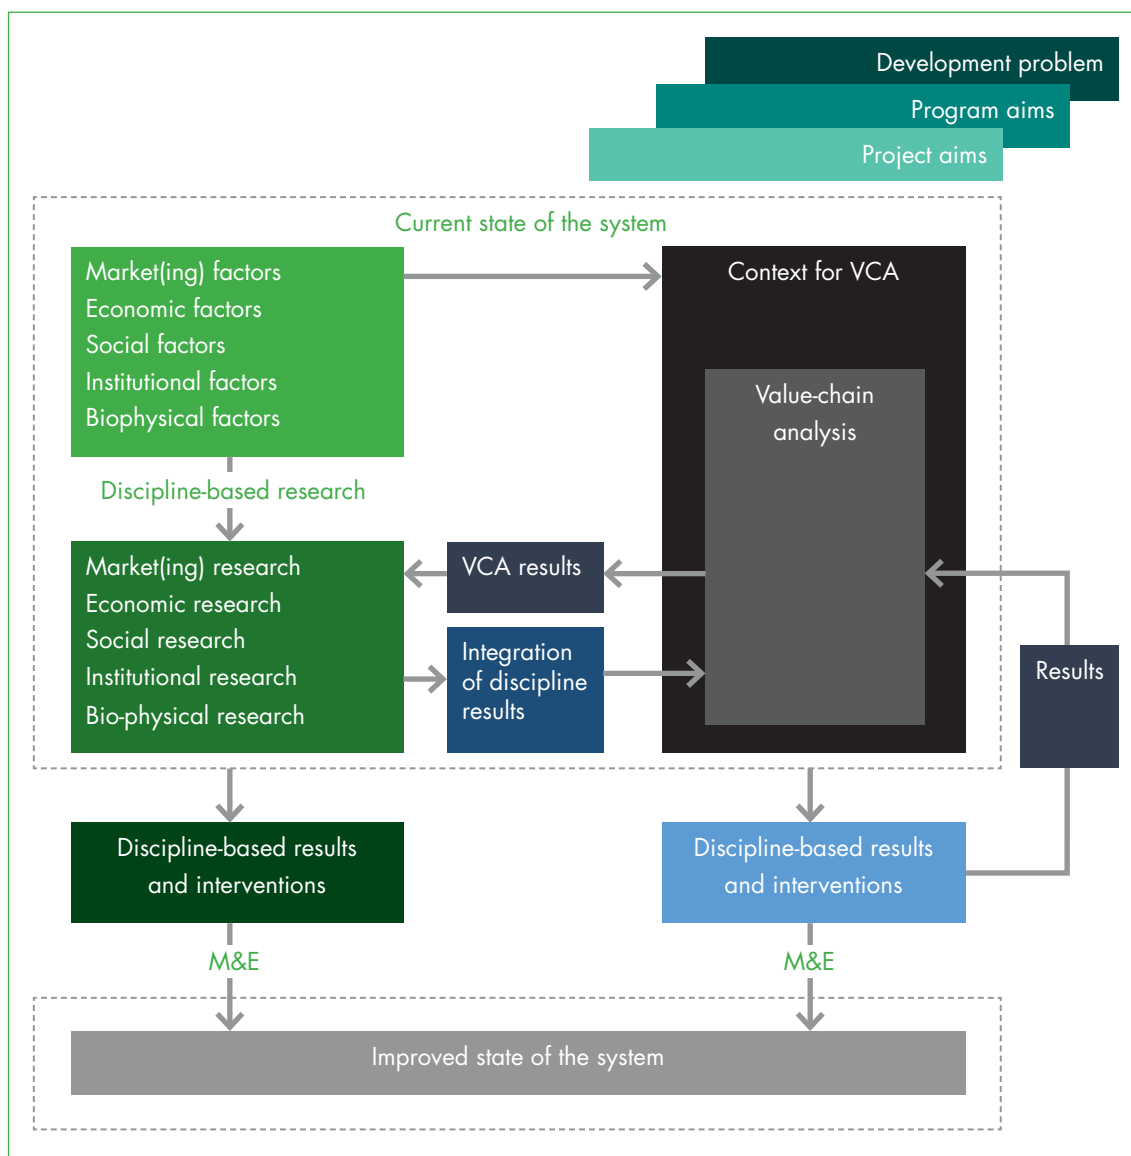 Development problem
Program aims
Project aims
Current state of the system
Market(ing) factors
Economic factors
Social factors
Institutional factors
Biophysical factors
Context for VCA
Value-chain
analysis
Discipline-based research
Market(ing) research
Economic research
Social research
Institutional research
Bio-physical research
VCA results
Integration
of discipline
results
Results
Discipline-based results
and interventions
Discipline-based results
and interventions
M&E
M&E
Improved state of the system